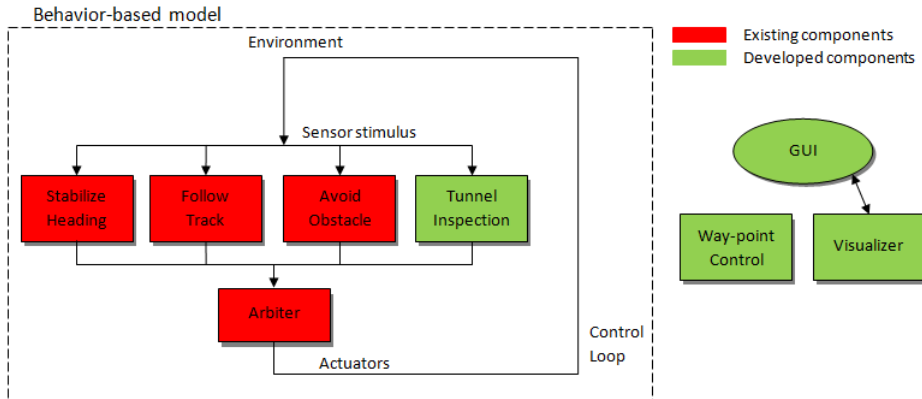 Behavior-based model
Environment
Existing components
Developed components
Sensor stimulus
GUI
Stabilize
Heading
Follow
Track
Avoid
Obstacle
Tunnel
Inspection
Way-point
Control
Visualizer
Arbiter
Control
Loop
Actuators